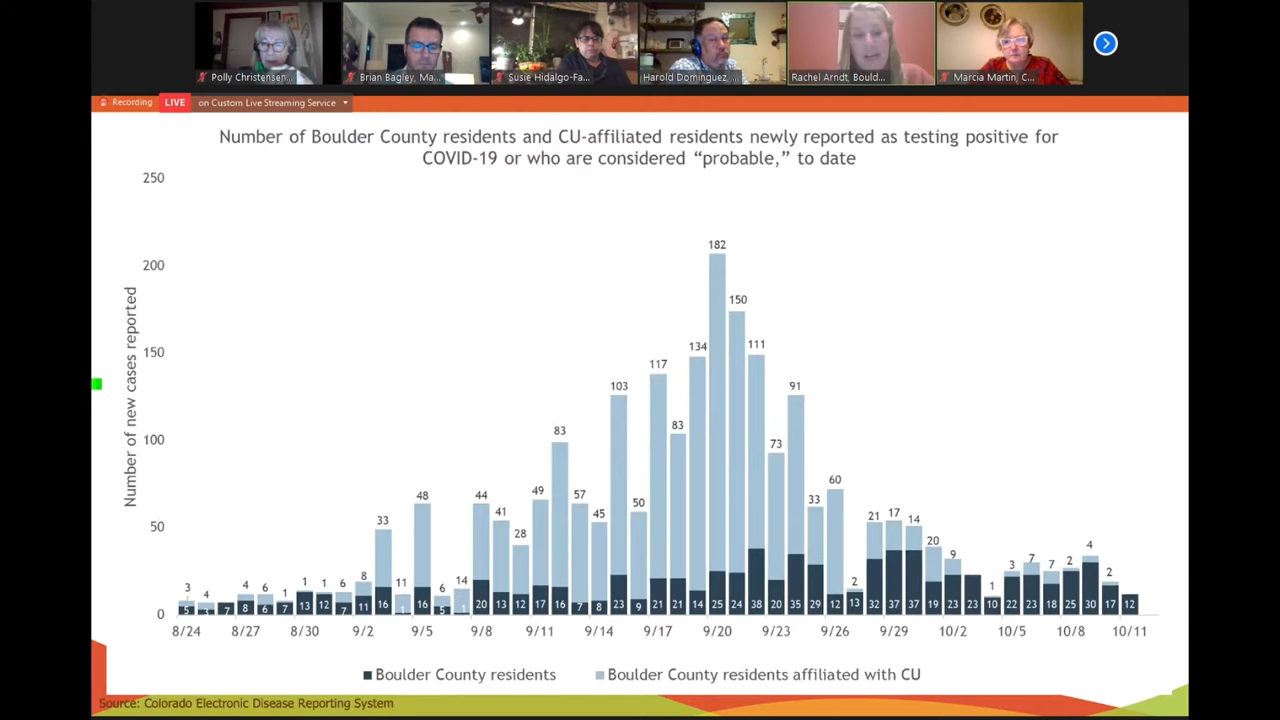 Polly Christensen...
Brian Bagley, Ma...
Susie Hidalgo-Fa...
Harold Dominguez, ...
Rachel Arndt, Bould...
Marcia Martin, C...
Recording
LIVE
on Custom Live Streaming Service
Number of Boulder County residents and CU-affiliated residents newly reported as testing positive for
COVID-19 or who are considered “probable,” to date
Number of new cases reported
250
200
150
100
50
0
3 4 4 6 1 1 1 6 8 33 11 48 6 14 44 41 28 49 83 57 45 103 50 117 83 134 182 150 111 73 91 33 60 2 21 17 14 20 9 1 3 7 7 2 4 2
5 3 7 8 6 7 13 12 7 11 16 1 16 5 1 20 13 12 17 16 7 8 23 9 21 21 14 25 24 38 20 35 29 12 13 32 37 37 19 23 23 10 22 23 18 25 30 17 12
8/24 8/27 8/30 9/2 9/5 9/8 9/11 9/14 9/17 9/20 9/23 9/26 9/29 10/2 10/5 10/8 10/11
Boulder County residents
Boulder County residents affiliated with CU
Source: Colorado Electronic Disease Reporting System